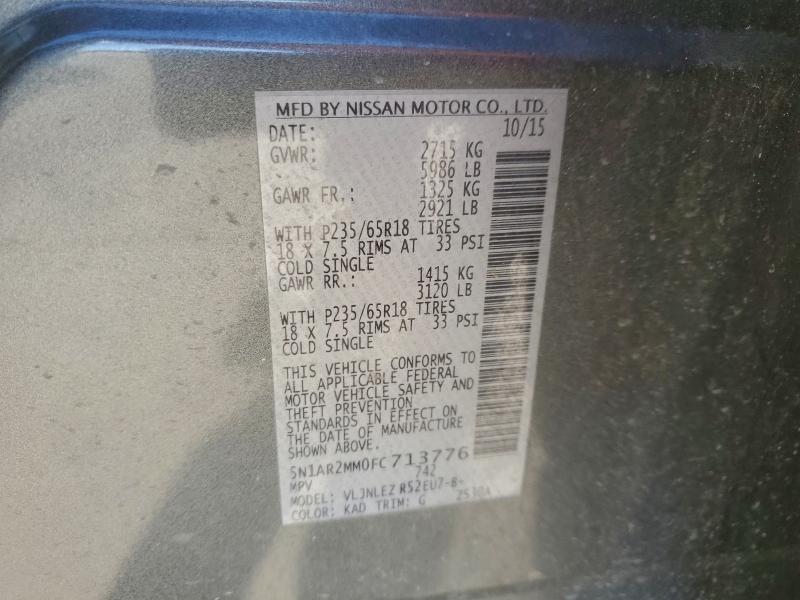 MFD BY NISSAN MOTOR CO., LTD.
DATE: 10/15
GVWR: 2715 KG
5986 LB
GAWR FR.: 1325 KG
2921 LB
WITH P235/65R18 TIRES
18 X 7.5 RIMS AT 33 PSI
COLD SINGLE
GAWR RR.: 1415 KG
3120 LB
WITH P235/65R18 TIRES
18 X 7.5 RIMS AT 33 PSI
COLD SINGLE
THIS VEHICLE CONFORMS TO
ALL APPLICABLE FEDERAL
MOTOR VEHICLE SAFETY AND
THEFT PREVENTION
STANDARDS IN EFFECT ON
THE DATE OF MANUFACTURE
SHOWN ABOVE.
5N1AR2MM0FC713776
MPV 742
MODEL: VLJNLEZ R52EU7-B-
COLOR: KAD TRIM: G ZS30A